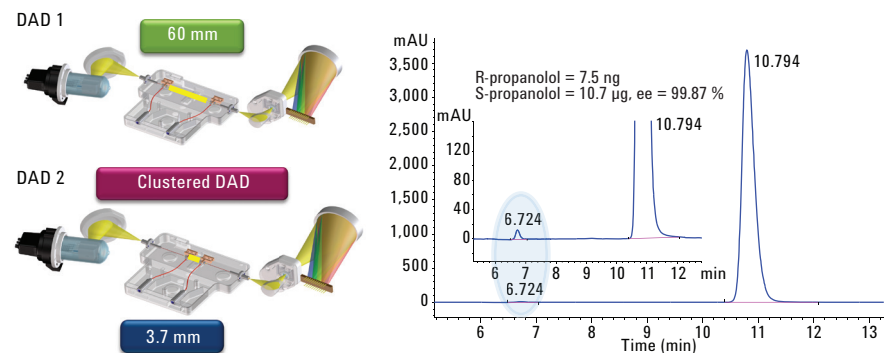 DAD 1
60 mm
DAD 2
Clustered DAD
3.7 mm
mAU
3,500
3,000
2,500
2,000
1,500
1,000
500
0
R-propanolol = 7.5 ng
S-propanolol = 10.7 µg, ee = 99.87 %
10.794
mAU
120
80
40
0
10.794
6.724
6 7 8 9 10 11 12 min
6.724
6 7 8 9 10 11 12 13
Time (min)